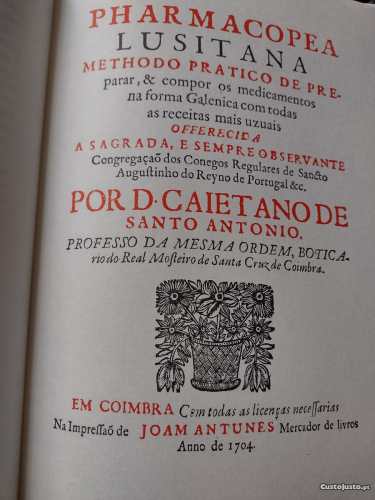 PHARMACOPEA
LUSITANA
METHODO PRATICO DE PRE-
parar, & compor os medicamentos
na forma Galenica com todas
as receitas mais uzuais
OFFERECIDA
A SAGRADA, E SEMPRE OBSERVANTE
Congregaçaõ dos Conegos Regulares de Sancto
Augustinho do Reyno de Portugal &c.
POR D. CAIETANO DE
SANTO ANTONIO.
PROFESSO DA MESMA ORDEM, BOTICA-
rio do Real Moſteiro de Santa Cruz de Coimbra.
EM COIMBRA Com todas as licenças neceſſarias
Na Impreſſaõ de JOAM ANTUNES Mercador de livros
Anno de 1704.
CustoJusto.pt